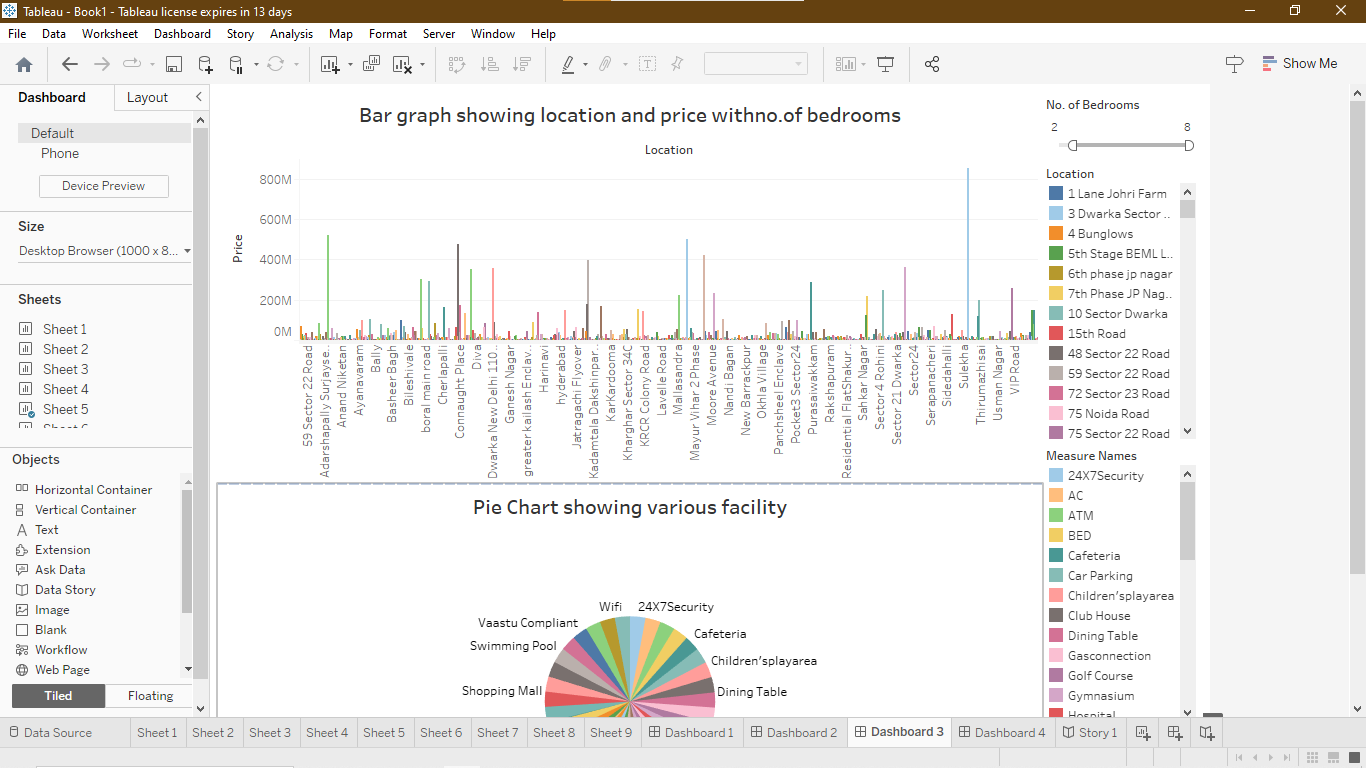 Tableau - Book1 - Tableau license expires in 13 days
File Data Worksheet Dashboard Story Analysis Map Format Server Window Help
Show Me
Dashboard Layout
Default
Phone
Device Preview
Size
Desktop Browser (1000 x 8...
Sheets
Sheet 1
Sheet 2
Sheet 3
Sheet 4
Sheet 5
Objects
Horizontal Container
Vertical Container
Text
Extension
Ask Data
Data Story
Image
Blank
Workflow
Web Page
Tiled Floating
Bar graph showing location and price withno.of bedrooms
Location
Price
800M
600M
400M
200M
0M
59 Sector 22 Road
Adarshapally Surjayse..
Anand Niketan
Ayanavaram
Bally
Basheer Bagh
Bileshivale
boral main road
Cherlapalli
Connaught Place
Diva
Dwarka New Delhi 110..
Ganesh Nagar
greater kailash Enclav..
Harinavi
hyderabad
Jatragachi Flyover
Kadamtala Dakshinpar..
KarKardooma
Kharghar Sector 34C
KRCR Colony Road
Lavelle Road
Mallasandra
Mayur Vihar 2 Phase
Moore Avenue
Nandi Bagan
New Barrackpur
Okhla Village
Panchsheel Enclave
Pocket3 Sector24
Purasaiwakkam
Rakshapuram
Residential FlatShakur..
Sahkar Nagar
Sector 4 Rohini
Sector 21 Dwarka
Sector24
Serapanacheri
Sidedahalli
Sulekha
Thirumazhisai
Usman Nagar
VIP Road
No. of Bedrooms
2 8
Location
1 Lane Johri Farm
3 Dwarka Sector ..
4 Bunglows
5th Stage BEML L..
6th phase jp nagar
7th Phase JP Nag..
10 Sector Dwarka
15th Road
48 Sector 22 Road
59 Sector 22 Road
72 Sector 23 Road
75 Noida Road
75 Sector 22 Road
Measure Names
24X7Security
AC
ATM
BED
Cafeteria
Car Parking
Children'splayarea
Club House
Dining Table
Gasconnection
Golf Course
Gymnasium
Hospital
Pie Chart showing various facility
Wifi 24X7Security
Vaastu Compliant
Cafeteria
Swimming Pool
Children'splayarea
Shopping Mall
Dining Table
Data Source Sheet 1 Sheet 2 Sheet 3 Sheet 4 Sheet 5 Sheet 6 Sheet 7 Sheet 8 Sheet 9 Dashboard 1 Dashboard 2 Dashboard 3 Dashboard 4 Story 1